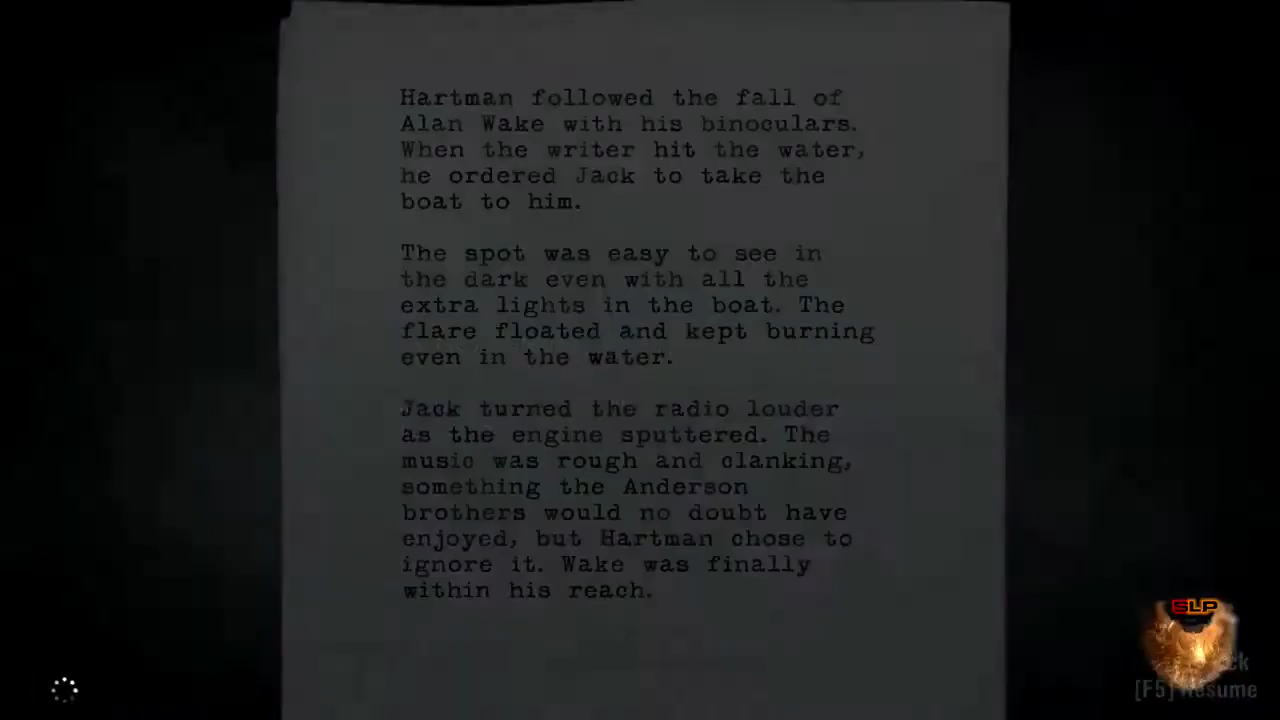 Hartman followed the fall of
Alan Wake with his binoculars.
When the writer hit the water,
he ordered Jack to take the
boat to him.
The spot was easy to see in
the dark even with all the
extra lights in the boat. The
flare floated and kept burning
even in the water.
Jack turned the radio louder
as the engine sputtered. The
music was rough and clanking,
something the Anderson
brothers would no doubt have
enjoyed, but Hartman chose to
ignore it. Wake was finally
within his reach.
SLP
[F5] Resume